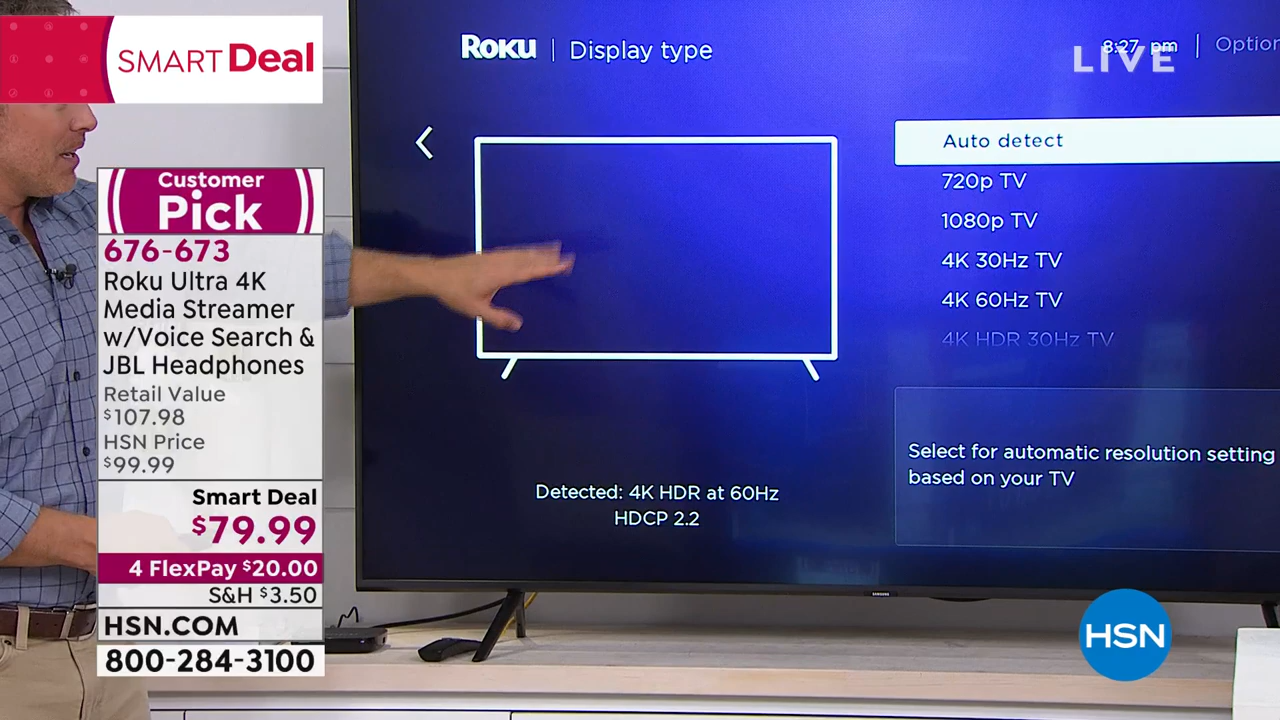 SMART Deal
Customer
Pick
676-673
Roku Ultra 4K
Media Streamer
w/Voice Search &
JBL Headphones
Retail Value
$107.98
HSN Price
$99.99
Smart Deal
$79.99
4 FlexPay $20.00
S&H $3.50
HSN.COM
800-284-3100
Roku | Display type
8:27 pm | Option
LIVE
Auto detect
720p TV
1080p TV
4K 30Hz TV
4K 60Hz TV
4K HDR 30Hz TV
Select for automatic resolution setting
based on your TV
Detected: 4K HDR at 60Hz
HDCP 2.2
SAMSUNG
HSN